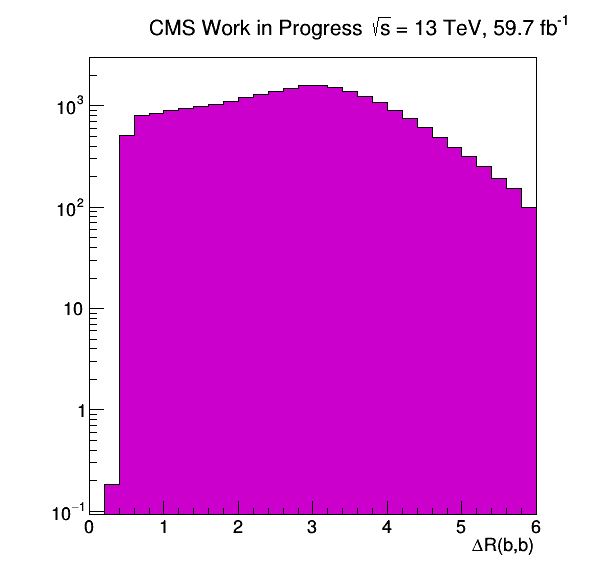 CMS Work in Progress √s = 13 TeV, 59.7 fb⁻¹
10³
10²
10
1
10⁻¹
0 1 2 3 4 5 6
ΔR(b,b)